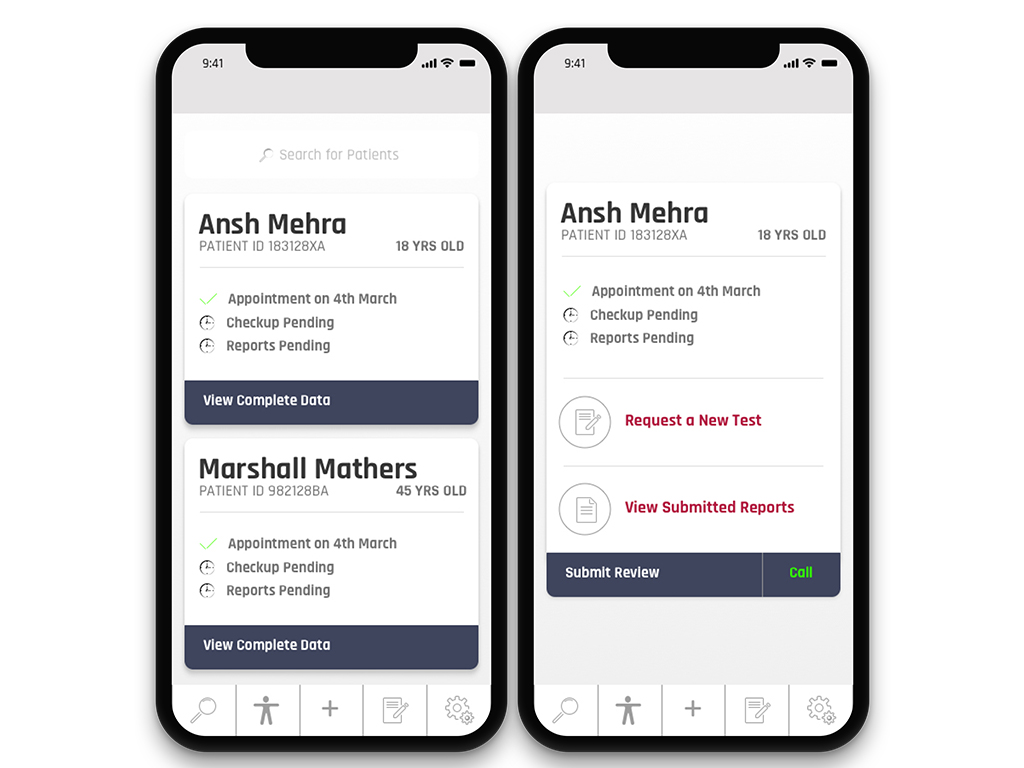 9:41
Search for Patients
Ansh Mehra
PATIENT ID 183128XA
18 YRS OLD
Appointment on 4th March
Checkup Pending
Reports Pending
View Complete Data
Marshall Mathers
PATIENT ID 982128BA
45 YRS OLD
Appointment on 4th March
Checkup Pending
Reports Pending
View Complete Data
9:41
Ansh Mehra
PATIENT ID 183128XA
18 YRS OLD
Appointment on 4th March
Checkup Pending
Reports Pending
Request a New Test
View Submitted Reports
Submit Review
Call